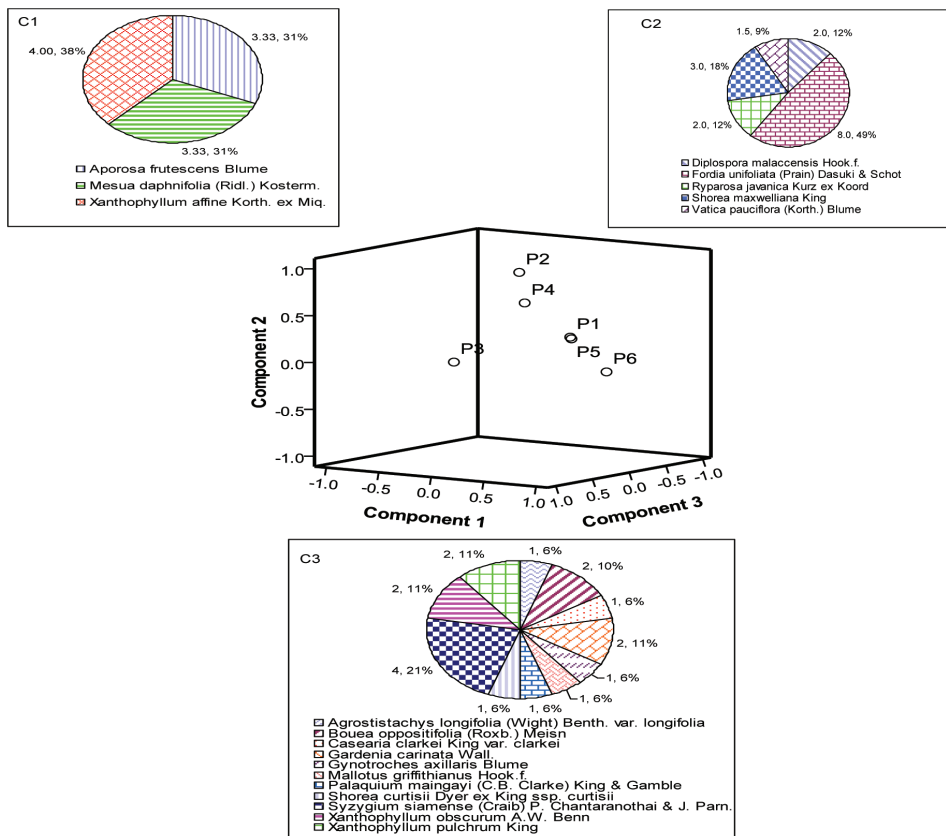 C1
4.00, 38%
3.33, 31%
3.33, 31%
Aporosa frutescens Blume
Mesua daphnifolia (Ridl.) Kosterm.
Xanthophyllum affine Korth. ex Miq.
C2
1.5, 9%
2.0, 12%
3.0, 18%
2.0, 12%
8.0, 49%
Diplospora malaccensis Hook.f.
Fordia unifoliata (Prain) Dasuki & Schot
Ryparosa javanica Kurz ex Koord
Shorea maxwelliana King
Vatica pauciflora (Korth.) Blume
Component 2
1.0
0.5
0.0
-0.5
-1.0
P2
P4
P1
P3
P5
P6
-1.0
-0.5
0.0
0.5
1.0
Component 1
1.0
0.5
0.0
-0.5
-1.0
Component 3
C3
2, 11%
1, 6%
2, 11%
2, 10%
1, 6%
2, 11%
4, 21%
1, 6%
1, 6%
1, 6%
1, 6%
Agrostistachys longifolia (Wight) Benth. var. longifolia
Bouea oppositifolia (Roxb.) Meisn
Casearia clarkei King var. clarkei
Gardenia carinata Wall.
Gynotroches axillaris Blume
Mallotus griffithianus Hook.f.
Palaquium maingayi (C.B. Clarke) King & Gamble
Shorea curtisii Dyer ex King ssp. curtisii
Syzygium siamense (Craib) P. Chantaranothai & J. Parn.
Xanthophyllum obscurum A.W. Benn
Xanthophyllum pulchrum King